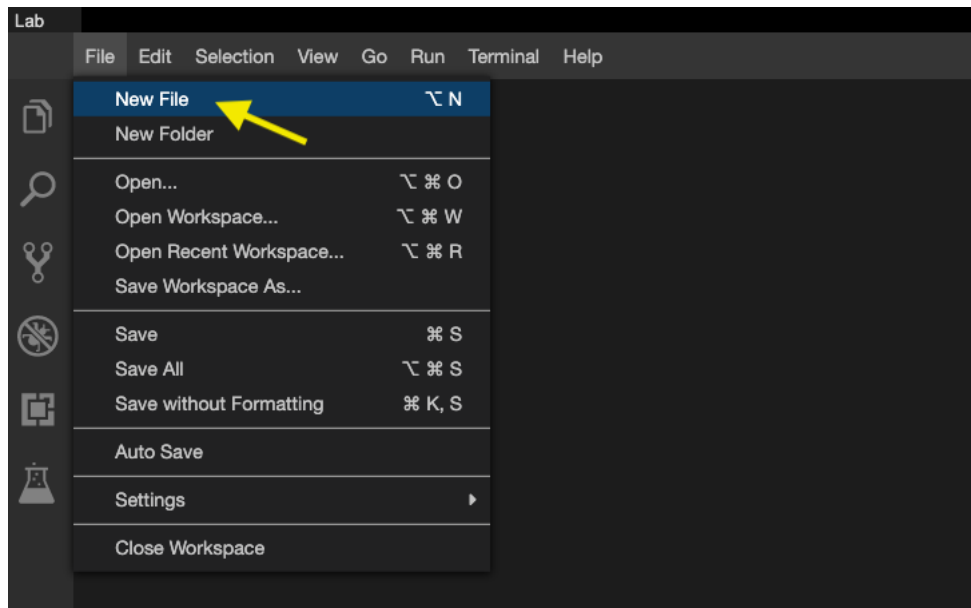 Lab
File Edit Selection View Go Run Terminal Help
New File ⌥ N
New Folder
Open... ⌥ ⌘ O
Open Workspace... ⌥ ⌘ W
Open Recent Workspace... ⌥ ⌘ R
Save Workspace As...
Save ⌘ S
Save All ⌥ ⌘ S
Save without Formatting ⌘ K, S
Auto Save
Settings
Close Workspace